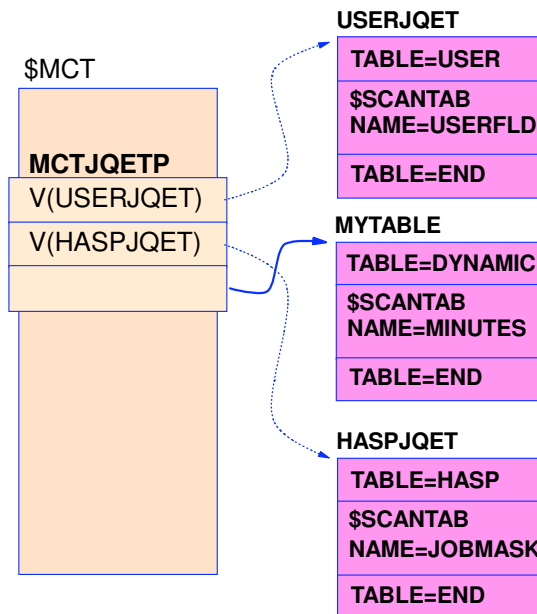 $MCT
MCTJQETP
V(USERJQET)
V(HASPJQET)
USERJQET
TABLE=USER
$SCANTAB
NAME=USERFLD
TABLE=END
MYTABLE
TABLE=DYNAMIC
$SCANTAB
NAME=MINUTES
TABLE=END
HASPJQET
TABLE=HASP
$SCANTAB
NAME=JOBMASK
TABLE=END